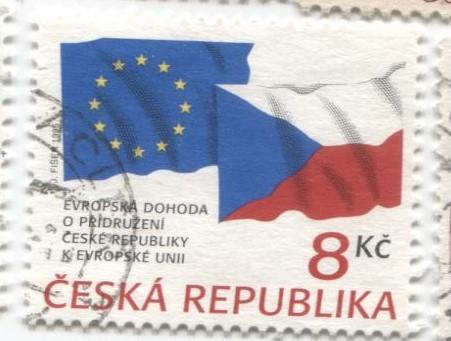 EVROPSKÁ DOHODA
O PŘIDRUŽENÍ
ČESKÉ REPUBLIKY
K EVROPSKÉ UNII
8 Kč
ČESKÁ REPUBLIKA